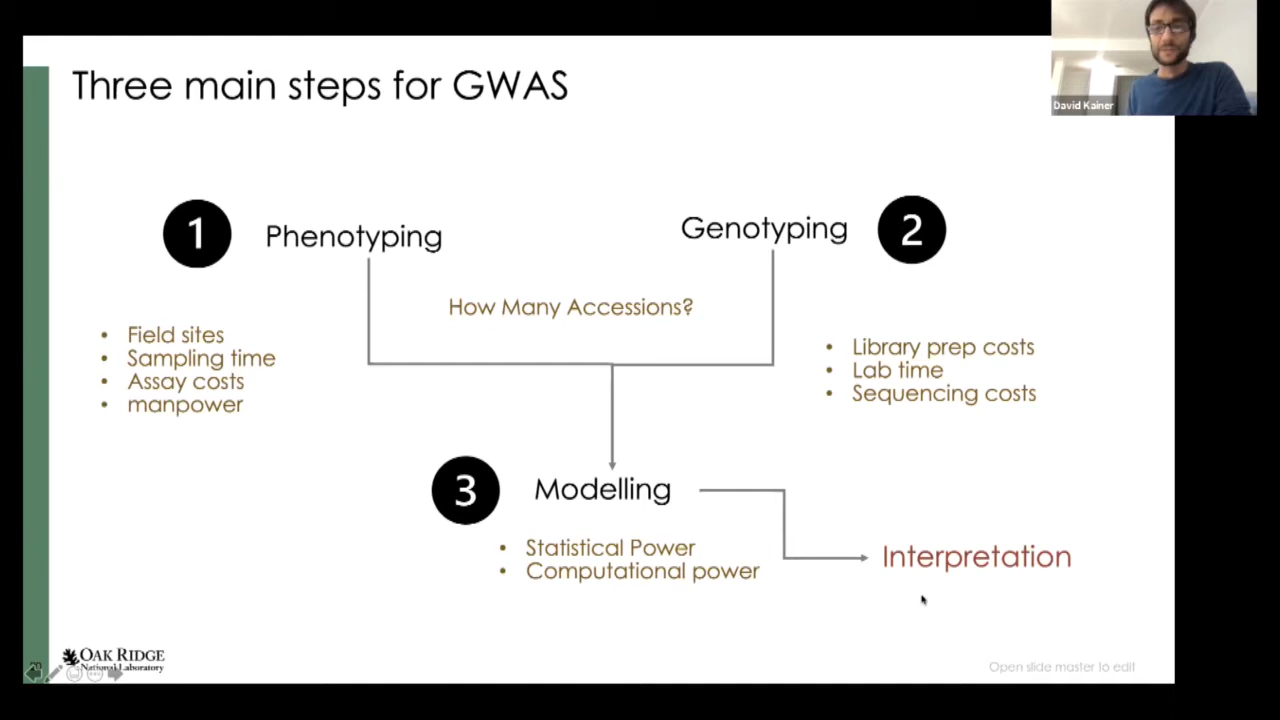 Three main steps for GWAS
David Kainer
1
Phenotyping
Genotyping
2
How Many Accessions?
• Field sites
• Sampling time
• Assay costs
• manpower
• Library prep costs
• Lab time
• Sequencing costs
3
Modelling
• Statistical Power
• Computational power
Interpretation
OAK RIDGE
National Laboratory
Open slide master to edit